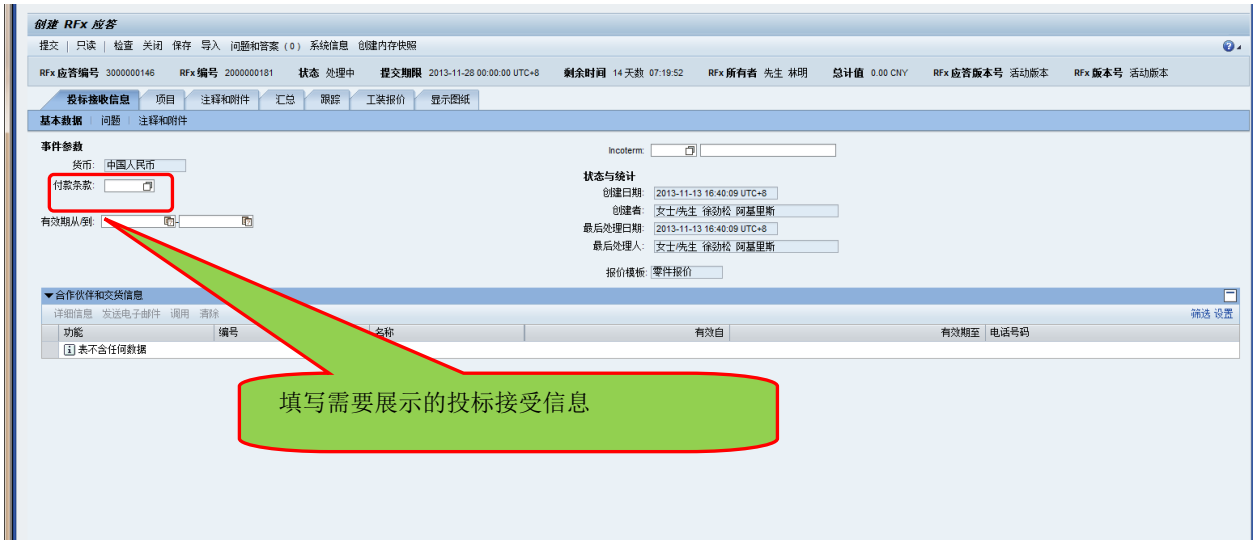 创建 RFx 应答
提交 | 只读 | 检查 关闭 保存 导入 问题和答案 ( 0 ) 系统信息 创建内存快照
RFx 应答编号 3000000146 RFx 编号 2000000181 状态 处理中 提交期限 2013-11-28 00:00:00 UTC+8 剩余时间 14 天数 07:19:52 RFx 所有者 先生 林明 总计值 0.00 CNY RFx 应答版本号 活动版本 RFx 版本号 活动版本
投标接收信息 项目 注释和附件 汇总 跟踪 工装报价 显示图纸
基本数据 | 问题 | 注释和附件
事件参数
货币: 中国人民币
付款条款:
有效期从/到: -
Incoterm:
状态与统计
创建日期: 2013-11-13 16:40:09 UTC+8
创建者: 女士/先生 徐劲松 阿基里斯
最后处理日期: 2013-11-13 16:40:09 UTC+8
最后处理人: 女士/先生 徐劲松 阿基里斯
报价模板: 零件报价
合作伙伴和交货信息
详细信息 发送电子邮件 调用 清除 筛选 设置
功能 编号 名称 有效自 有效期至 电话号码
表不含任何数据
填写需要展示的投标接受信息